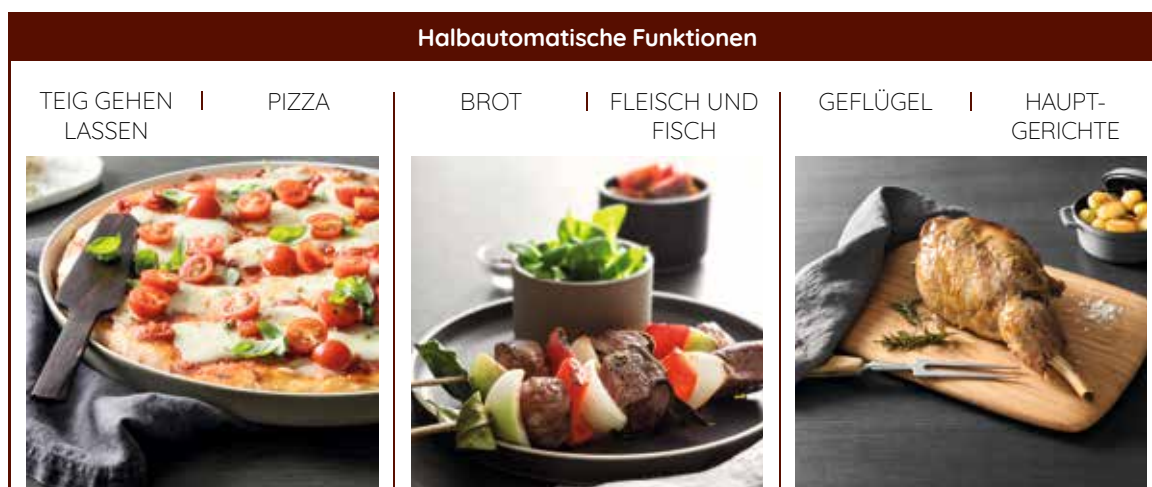 Halbautomatische Funktionen
TEIG GEHEN
LASSEN
PIZZA
BROT
FLEISCH UND
FISCH
GEFLÜGEL
HAUPT-
GERICHTE